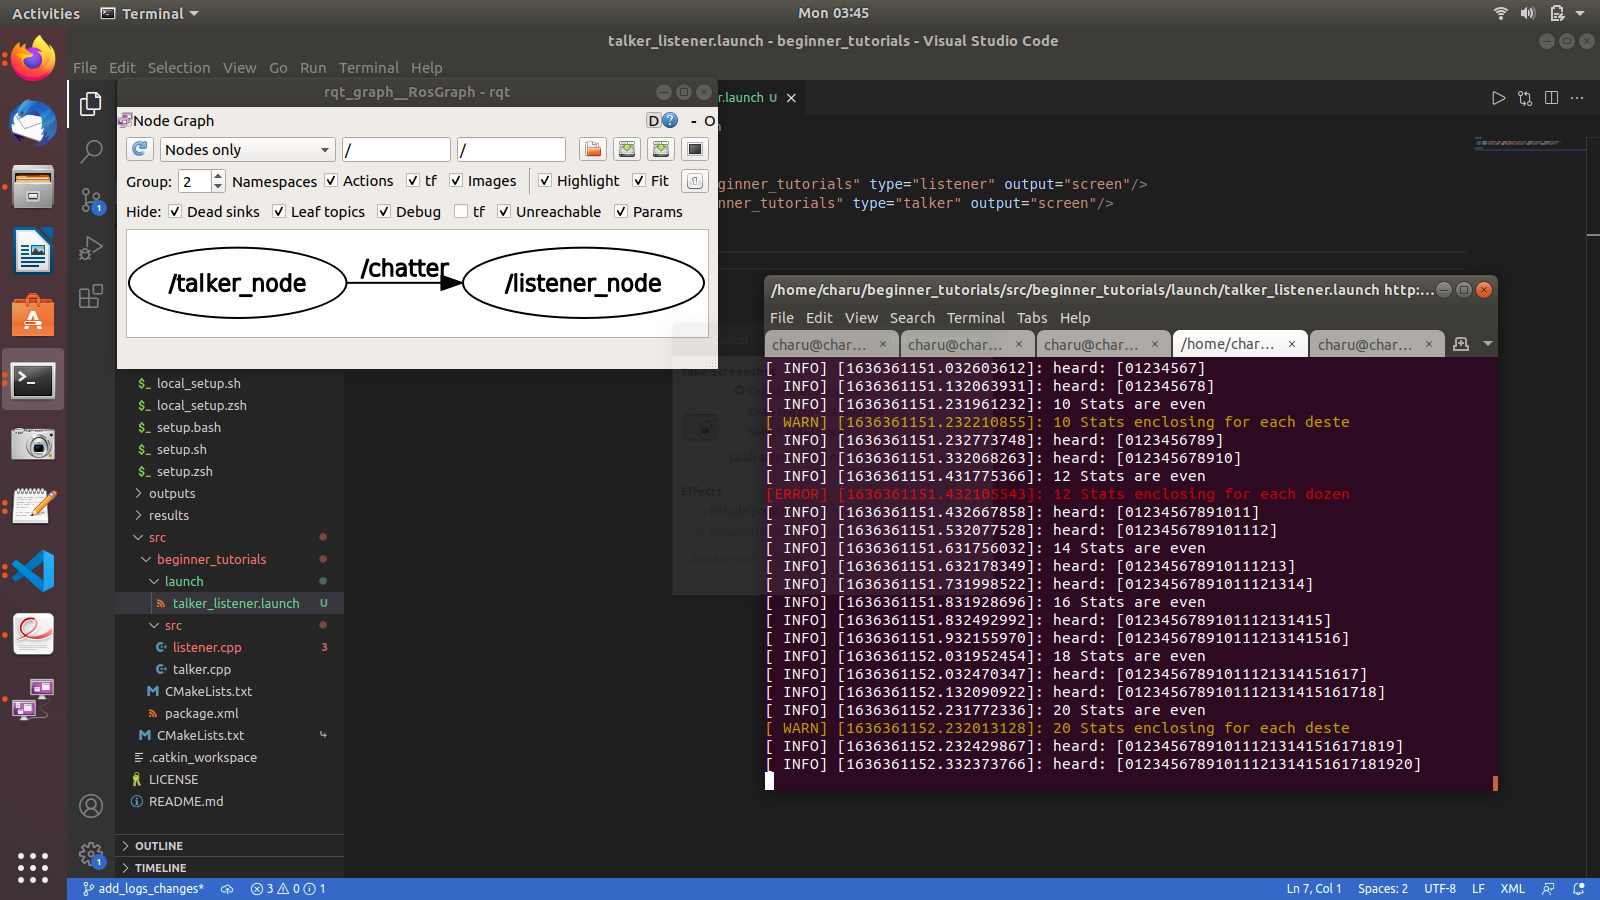 Activities
Terminal
Mon 03:45
talker_listener.launch - beginner_tutorials - Visual Studio Code
File Edit Selection View Go Run Terminal Help
rqt_graph__RosGraph - rqt
r.launch U
Node Graph
D ? - O
Nodes only
/
/
Group: 2 Namespaces Actions tf Images Highlight Fit
Hide: Dead sinks Leaf topics Debug tf Unreachable Params
/talker_node
/chatter
/listener_node
ginner_tutorials" type="listener" output="screen"/>
nner_tutorials" type="talker" output="screen"/>
1
local_setup.sh
local_setup.zsh
setup.bash
setup.sh
setup.zsh
outputs
results
src
beginner_tutorials
launch
talker_listener.launch U
src
listener.cpp 3
talker.cpp
CMakeLists.txt
package.xml
CMakeLists.txt
.catkin_workspace
LICENSE
README.md
OUTLINE
TIMELINE
1
/home/charu/beginner_tutorials/src/beginner_tutorials/launch/talker_listener.launch http:...
File Edit View Search Terminal Tabs Help
charu@char...
charu@char...
charu@char...
/home/char...
charu@char...
[ INFO] [1636361151.032603612]: heard: [01234567]
[ INFO] [1636361151.132063931]: heard: [012345678]
[ INFO] [1636361151.231961232]: 10 Stats are even
[ WARN] [1636361151.232210855]: 10 Stats enclosing for each deste
[ INFO] [1636361151.232773748]: heard: [0123456789]
[ INFO] [1636361151.332068263]: heard: [012345678910]
[ INFO] [1636361151.431775366]: 12 Stats are even
[ERROR] [1636361151.432105543]: 12 Stats enclosing for each dozen
[ INFO] [1636361151.432667858]: heard: [01234567891011]
[ INFO] [1636361151.532077528]: heard: [0123456789101112]
[ INFO] [1636361151.631756032]: 14 Stats are even
[ INFO] [1636361151.632178349]: heard: [012345678910111213]
[ INFO] [1636361151.731998522]: heard: [01234567891011121314]
[ INFO] [1636361151.831928696]: 16 Stats are even
[ INFO] [1636361151.832492992]: heard: [0123456789101112131415]
[ INFO] [1636361151.932155970]: heard: [012345678910111213141516]
[ INFO] [1636361152.031952454]: 18 Stats are even
[ INFO] [1636361152.032470347]: heard: [01234567891011121314151617]
[ INFO] [1636361152.132090922]: heard: [0123456789101112131415161718]
[ INFO] [1636361152.231772336]: 20 Stats are even
[ WARN] [1636361152.232013128]: 20 Stats enclosing for each deste
[ INFO] [1636361152.232429867]: heard: [012345678910111213141516171819]
[ INFO] [1636361152.332373766]: heard: [01234567891011121314151617181920]
Take Screenshot
Effects
add_logs_changes*
3 0 1
Ln 7, Col 1 Spaces: 2 UTF-8 LF XML